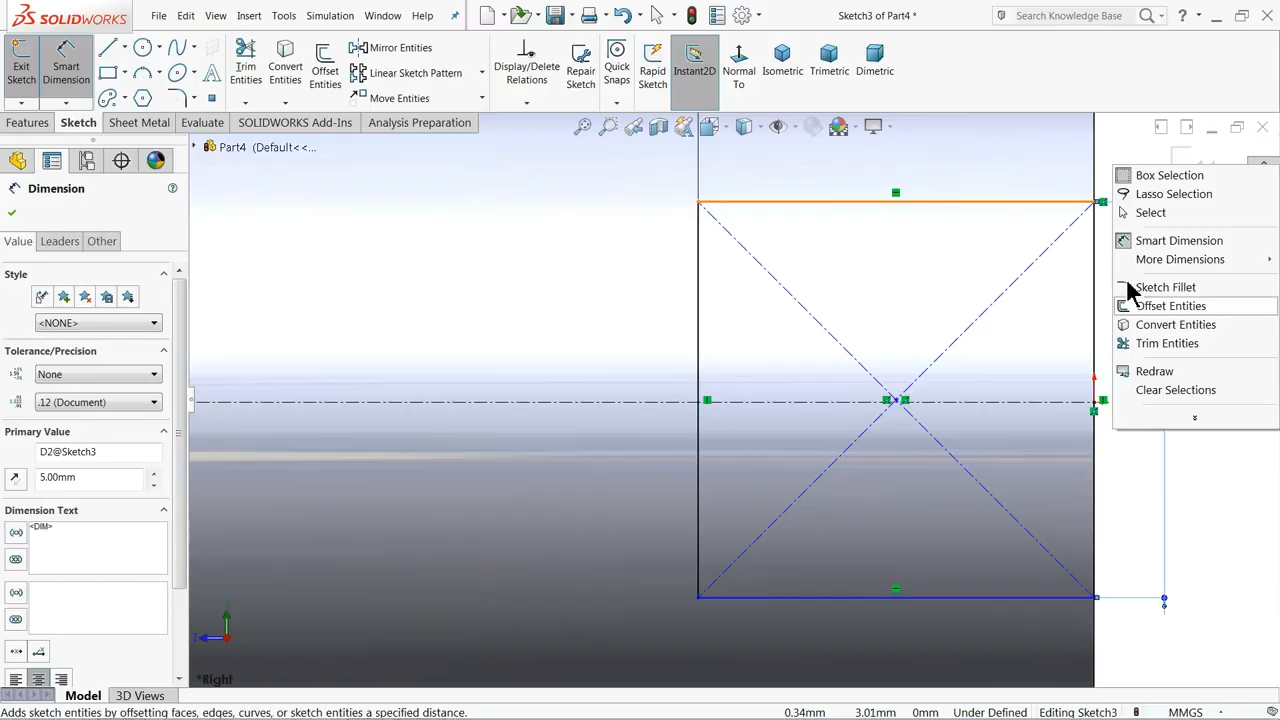 SOLIDWORKS
File Edit View Insert Tools Simulation Window Help
Sketch3 of Part4 *
Search Knowledge Base
Exit Sketch
Smart Dimension
Trim Entities
Convert Entities
Offset Entities
Mirror Entities
Linear Sketch Pattern
Move Entities
Display/Delete Relations
Repair Sketch
Quick Snaps
Rapid Sketch
Instant2D
Normal To
Isometric
Trimetric
Dimetric
Features Sketch Sheet Metal Evaluate SOLIDWORKS Add-Ins Analysis Preparation
Part4 (Default<<...
Dimension
Value Leaders Other
Style
<NONE>
Tolerance/Precision
None
.12 (Document)
Primary Value
D2@Sketch3
5.00mm
Dimension Text
<DIM>
Box Selection
Lasso Selection
Select
Smart Dimension
More Dimensions
Sketch Fillet
Offset Entities
Convert Entities
Trim Entities
Redraw
Clear Selections
Y
Z
*Right
Model 3D Views
Adds sketch entities by offsetting faces, edges, curves, or sketch entities a specified distance.
0.34mm 3.01mm 0mm Under Defined Editing Sketch3 MMGS